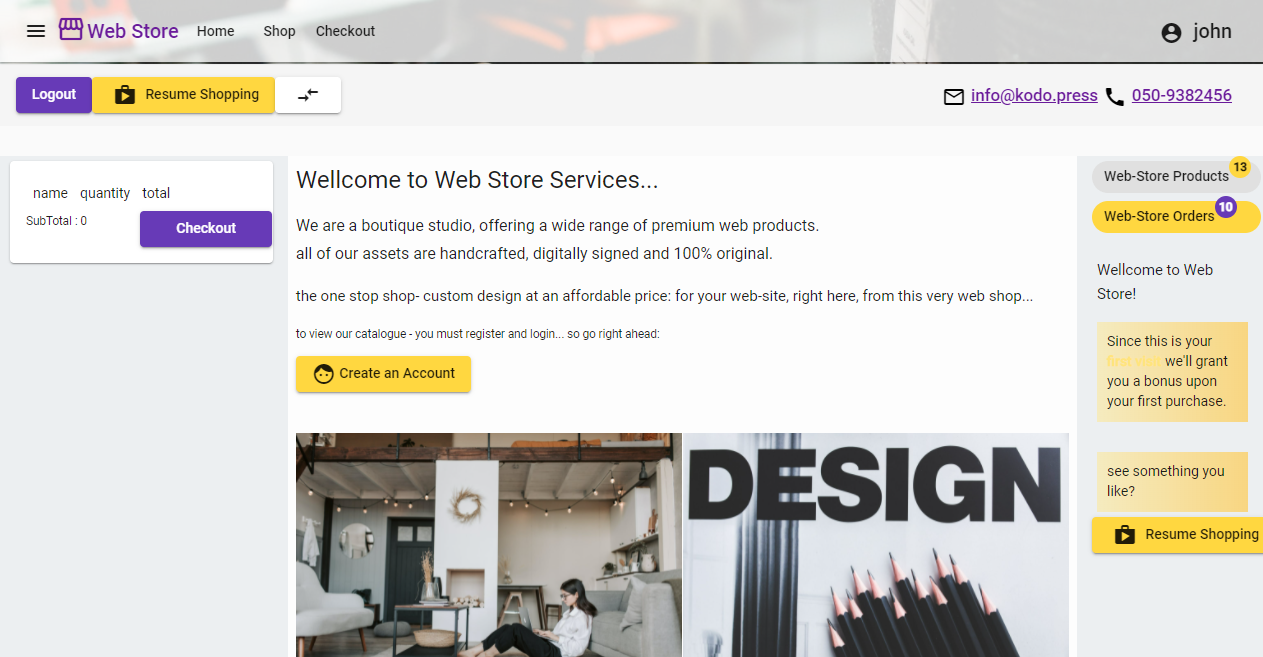 Web Store Home Shop Checkout john
Logout Resume Shopping info@kodo.press 050-9382456
name quantity total
SubTotal : 0 Checkout
Wellcome to Web Store Services...
We are a boutique studio, offering a wide range of premium web products.
all of our assets are handcrafted, digitally signed and 100% original.
the one stop shop- custom design at an affordable price: for your web-site, right here, from this very web shop...
to view our catalogue - you must register and login... so go right ahead:
Create an Account
DESIGN
Web-Store Products 13
Web-Store Orders 10
Wellcome to Web
Store!
Since this is your
first visit we'll grant
you a bonus upon
your first purchase.
see something you
like?
Resume Shopping